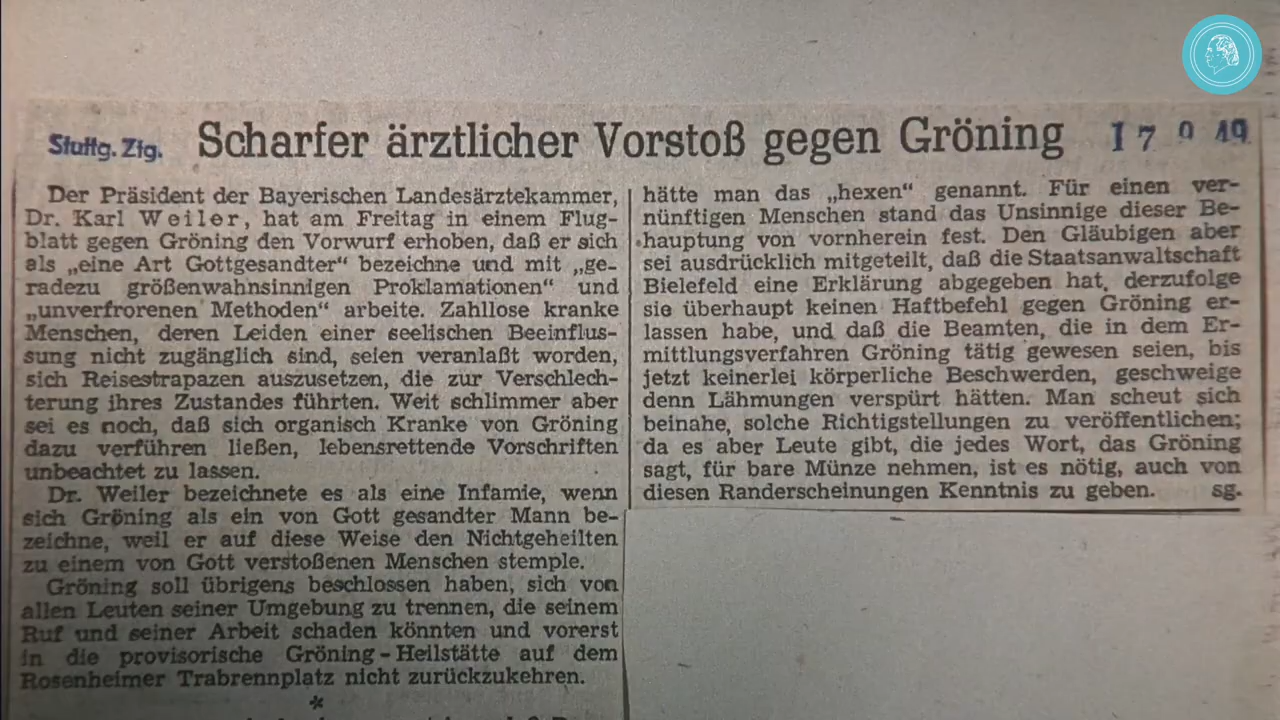 Stuttg. Ztg.
Scharfer ärztlicher Vorstoß gegen Gröning
17 9 49
Der Präsident der Bayerischen Landesärztekammer,
Dr. Karl Weiler, hat am Freitag in einem Flug-
blatt gegen Gröning den Vorwurf erhoben, daß er sich
als „eine Art Gottgesandter“ bezeichne und mit „ge-
radezu größenwahnsinnigen Proklamationen“ und
„unverfrorenen Methoden“ arbeite. Zahllose kranke
Menschen, deren Leiden einer seelischen Beeinflus-
sung nicht zugänglich sind, seien veranlaßt worden,
sich Reisestrapazen auszusetzen, die zur Verschlech-
terung ihres Zustandes führten. Weit schlimmer aber
sei es noch, daß sich organisch Kranke von Gröning
dazu verführen ließen, lebensrettende Vorschriften
unbeachtet zu lassen.
Dr. Weiler bezeichnete es als eine Infamie, wenn
sich Gröning als ein von Gott gesandter Mann be-
zeichne, weil er auf diese Weise den Nichtgeheilten
zu einem von Gott verstoßenen Menschen stemple.
Gröning soll übrigens beschlossen haben, sich von
allen Leuten seiner Umgebung zu trennen, die seinem
Ruf und seiner Arbeit schaden könnten und vorerst
in die provisorische Gröning-Heilstätte auf dem
Rosenheimer Trabrennplatz nicht zurückzukehren.
*
hätte man das „hexen“ genannt. Für einen ver-
nünftigen Menschen stand das Unsinnige dieser Be-
hauptung von vornherein fest. Den Gläubigen aber
sei ausdrücklich mitgeteilt, daß die Staatsanwaltschaft
Bielefeld eine Erklärung abgegeben hat, derzufolge
sie überhaupt keinen Haftbefehl gegen Gröning er-
lassen habe, und daß die Beamten, die in dem Er-
mittlungsverfahren Gröning tätig gewesen seien, bis
jetzt keinerlei körperliche Beschwerden, geschweige
denn Lähmungen verspürt hätten. Man scheut sich
beinahe, solche Richtigstellungen zu veröffentlichen;
da es aber Leute gibt, die jedes Wort, das Gröning
sagt, für bare Münze nehmen, ist es nötig, auch von
diesen Randerscheinungen Kenntnis zu geben. sg.